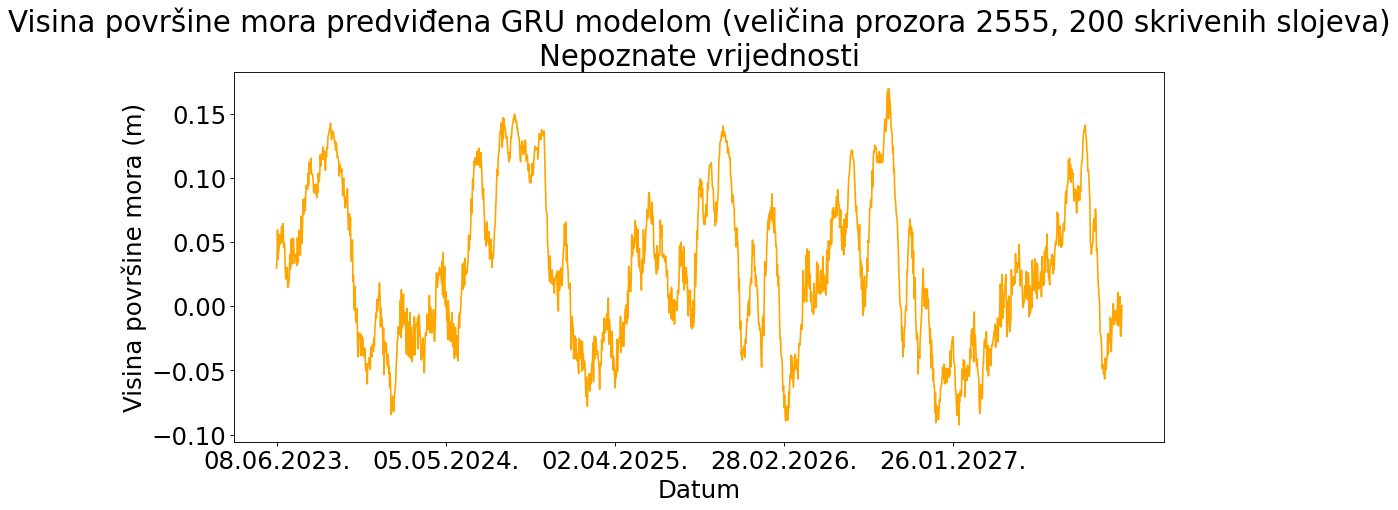 Visina površine mora predviđena GRU modelom (veličina prozora 2555, 200 skrivenih slojeva)
Nepoznate vrijednosti
Visina površine mora (m)
0.15
0.10
0.05
0.00
−0.05
−0.10
08.06.2023. 05.05.2024. 02.04.2025. 28.02.2026. 26.01.2027.
Datum